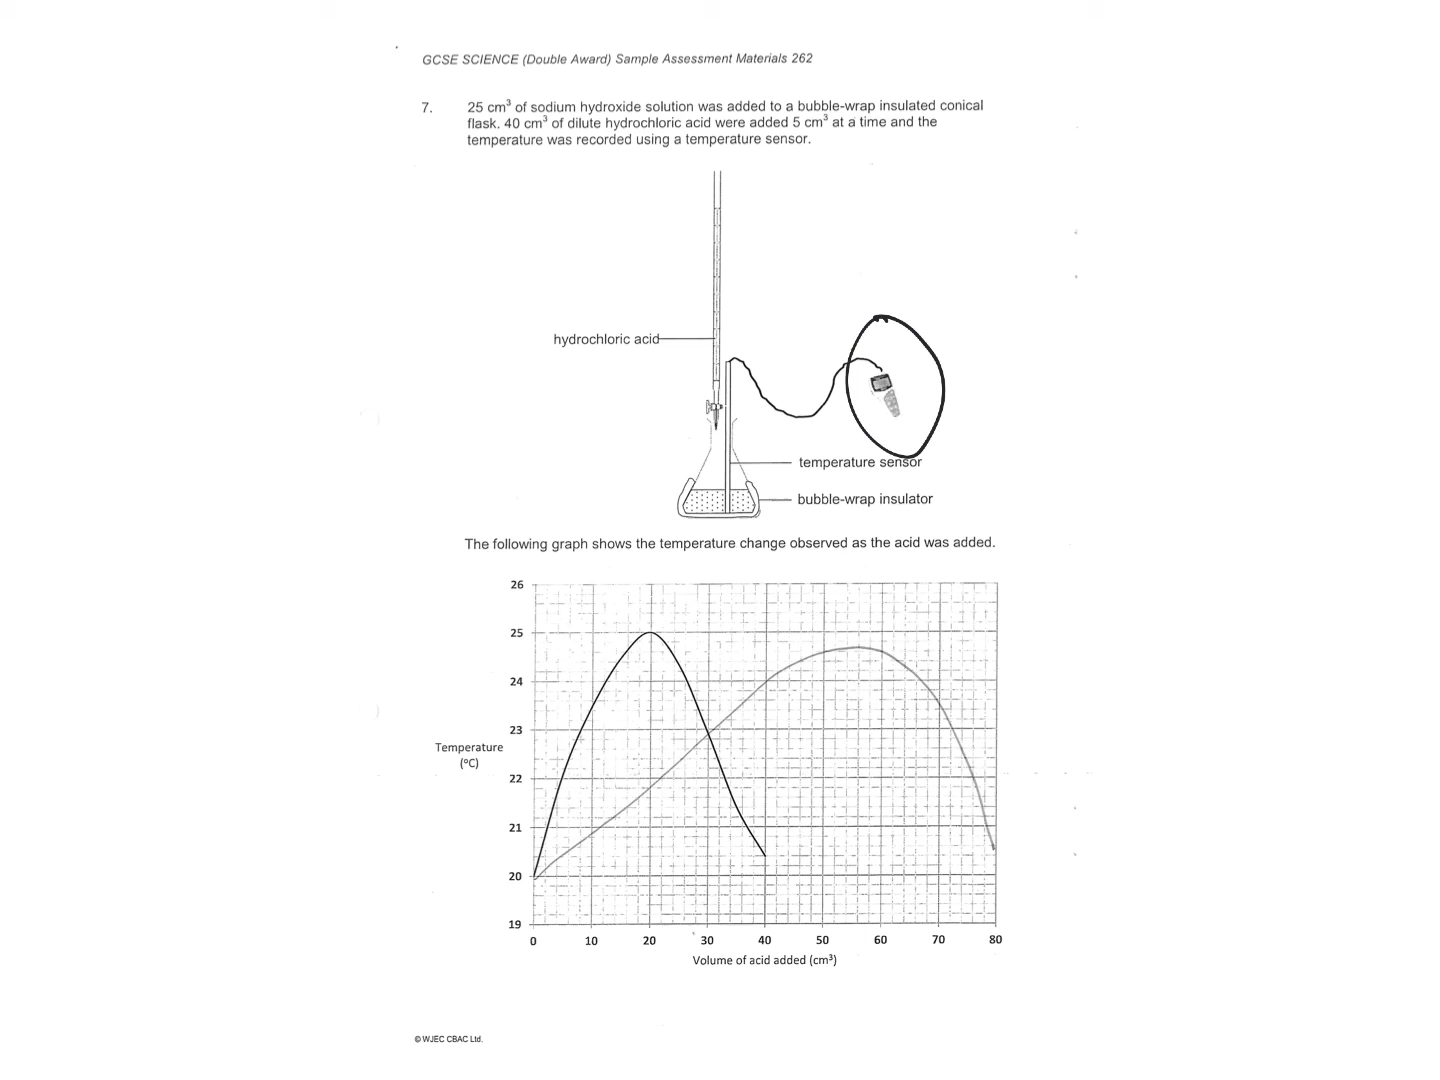 GCSE SCIENCE (Double Award) Sample Assessment Materials 262
7. 25 cm³ of sodium hydroxide solution was added to a bubble-wrap insulated conical
flask. 40 cm³ of dilute hydrochloric acid were added 5 cm³ at a time and the
temperature was recorded using a temperature sensor.
hydrochloric acid
temperature sensor
bubble-wrap insulator
The following graph shows the temperature change observed as the acid was added.
26
25
24
23
Temperature
(°C)
22
21
20
19
0 10 20 30 40 50 60 70 80
Volume of acid added (cm³)
© WJEC CBAC Ltd.